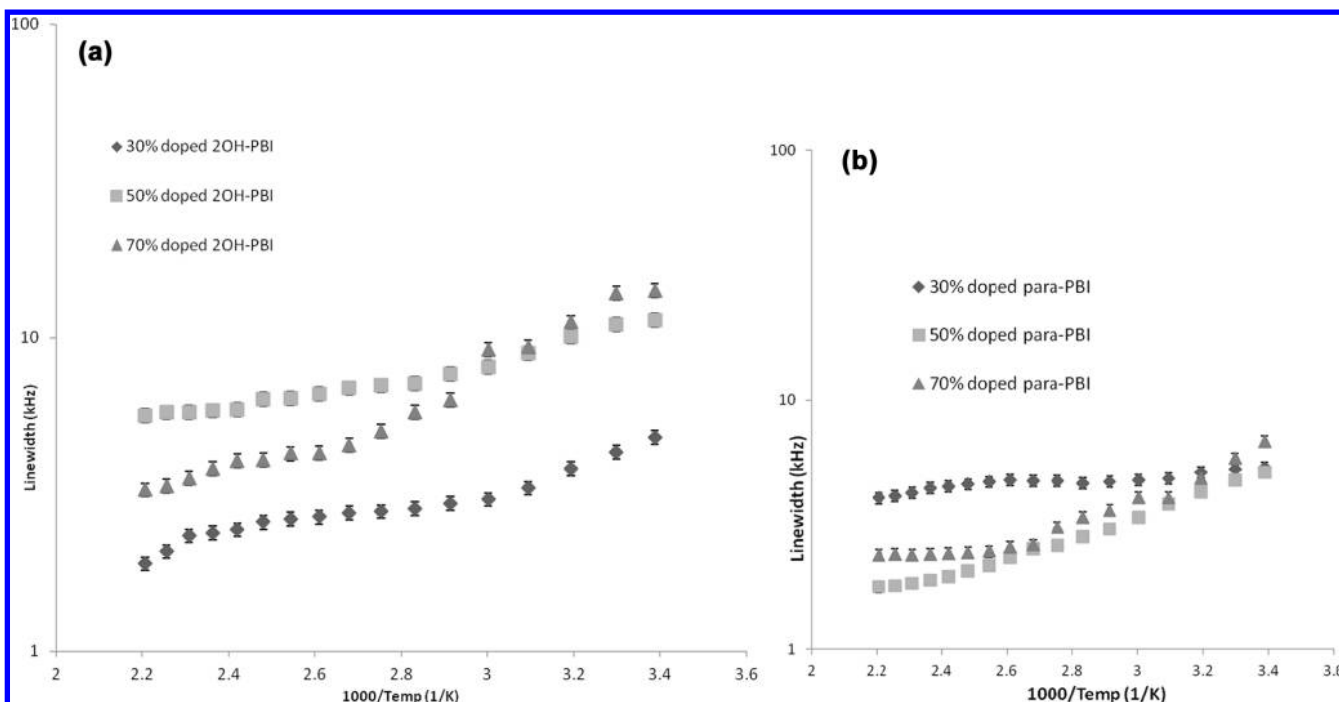 (a)
100
10
1
Linewidth (kHz)
30% doped 2OH-PBI
50% doped 2OH-PBI
70% doped 2OH-PBI
2 2.2 2.4 2.6 2.8 3 3.2 3.4 3.6
1000/Temp (1/K)
(b)
100
10
1
Linewidth (kHz)
30% doped para-PBI
50% doped para-PBI
70% doped para-PBI
2 2.2 2.4 2.6 2.8 3 3.2 3.4 3.6
1000/Temp (1/K)